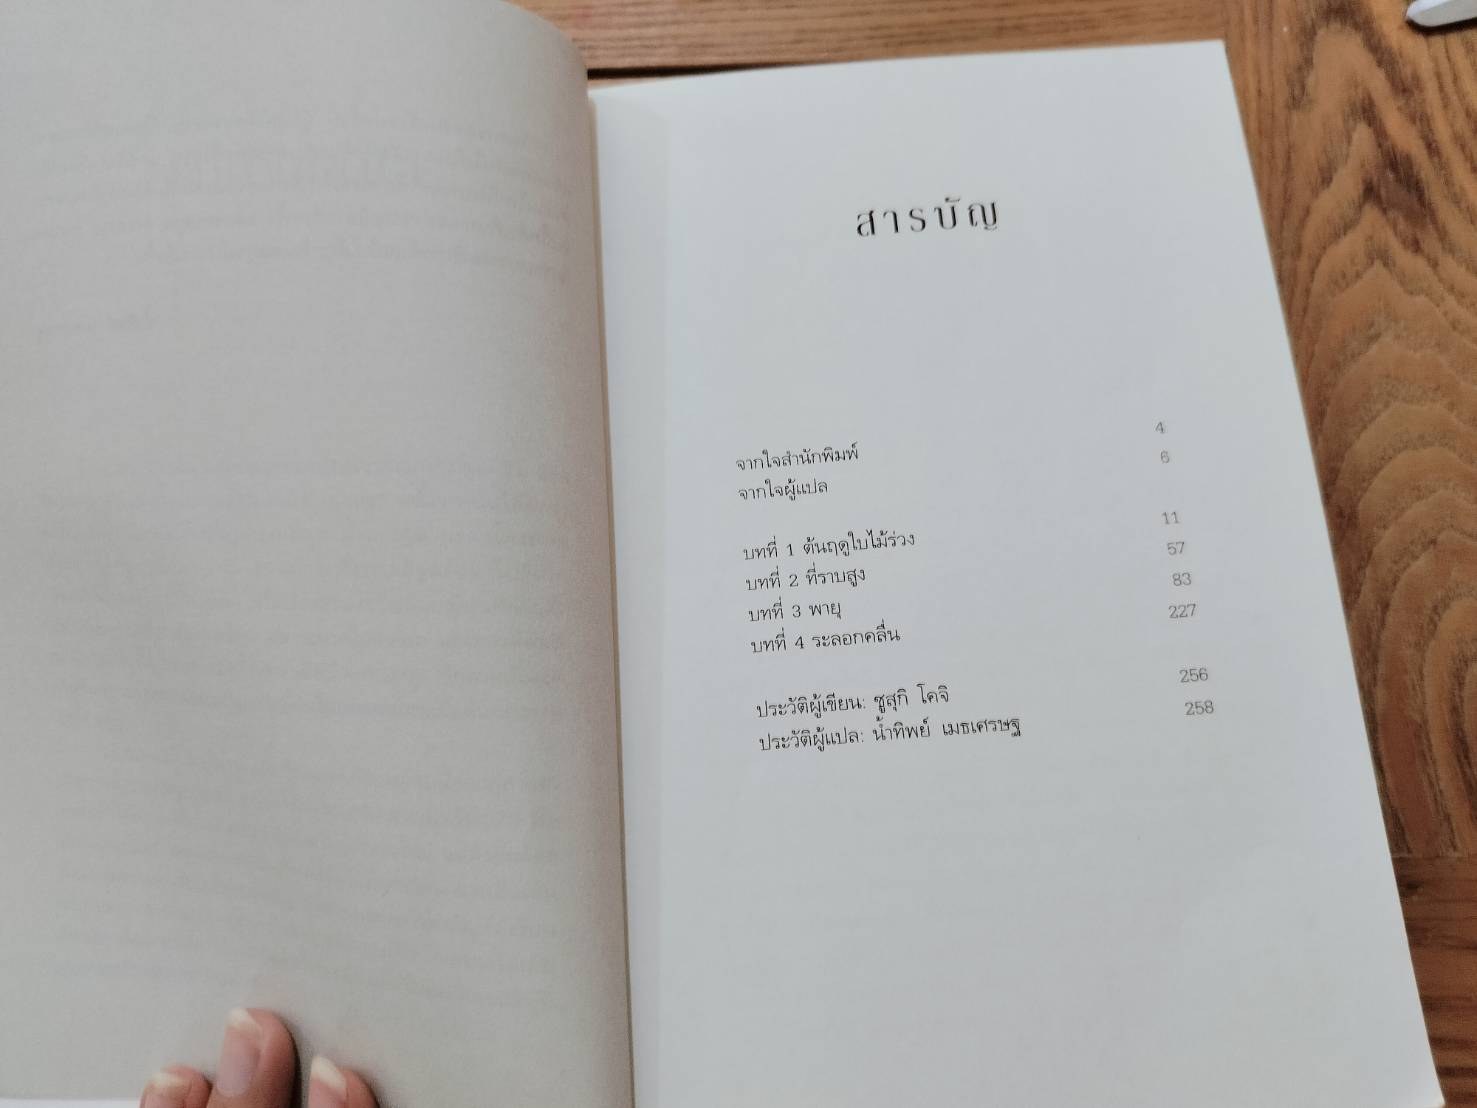 สารบัญ
จากใจสำนักพิมพ์ 4
จากใจผู้แปล 6
บทที่ 1 ต้นฤดูใบไม้ร่วง 11
บทที่ 2 ที่ราบสูง 57
บทที่ 3 พายุ 83
บทที่ 4 ระลอกคลื่น 227
ประวัติผู้เขียน: ซูสุกิ โคจิ 256
ประวัติผู้แปล: น้ำทิพย์ เมธเศรษฐ 258